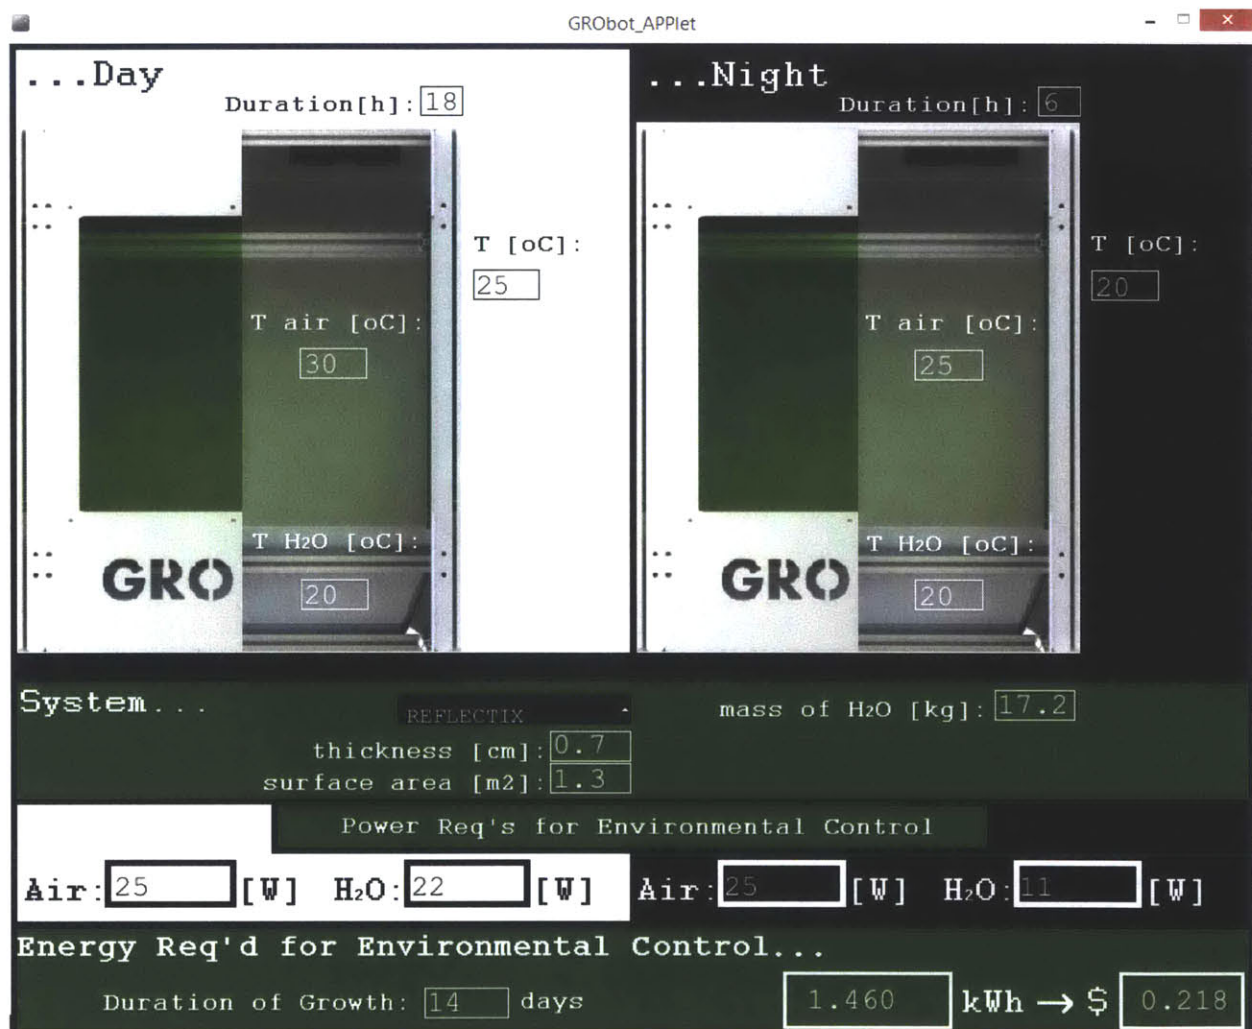 GRObot_APPlet
...Day
Duration[h]: 18
T [oC]:
25
T air [oC]:
30
T H2O [oC]:
20
GRO
...Night
Duration[h]: 6
T [oC]:
20
T air [oC]:
25
T H2O [oC]:
20
GRO
System...
REFLECTIX
mass of H2O [kg]: 17.2
thickness [cm]: 0.7
surface area [m2]: 1.3
Power Req's for Environmental Control
Air: 25 [W] H2O: 22 [W] Air: 25 [W] H2O: 11 [W]
Energy Req'd for Environmental Control...
Duration of Growth: 14 days 1.460 kWh → $ 0.218